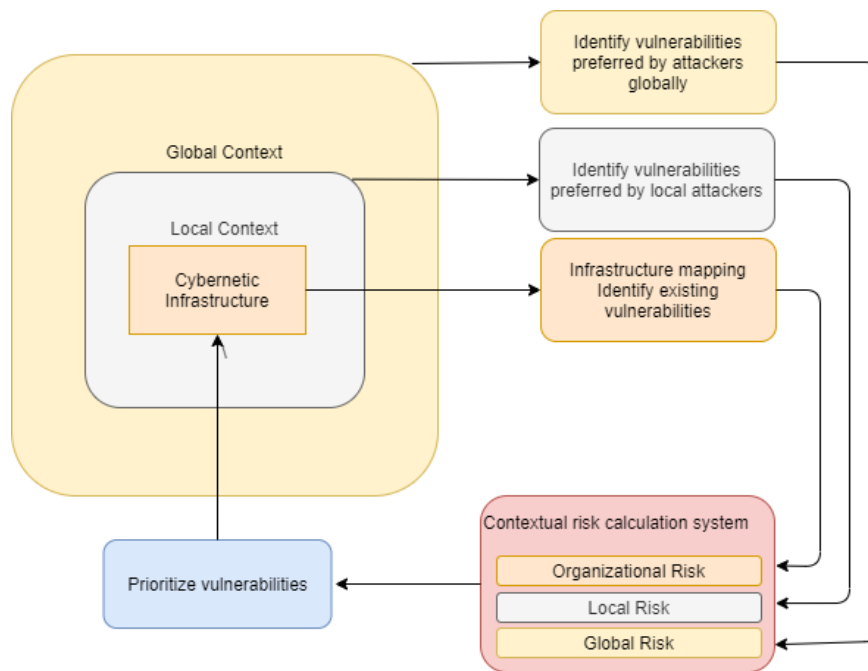 Identify vulnerabilities
preferred by attackers
globally
Global Context
Identify vulnerabilities
preferred by local attackers
Local Context
Cybernetic
Infrastructure
Infrastructure mapping
Identify existing
vulnerabilities
Contextual risk calculation system
Organizational Risk
Local Risk
Global Risk
Prioritize vulnerabilities